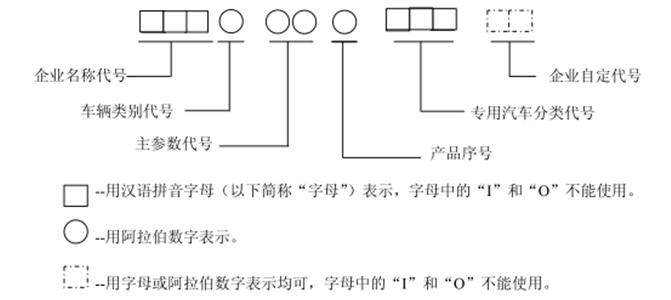 企业名称代号
企业自定代号
车辆类别代号
专用汽车分类代号
主参数代号
产品序号
--用汉语拼音字母（以下简称“字母”）表示，字母中的“I”和“O”不能使用。
--用阿拉伯数字表示。
--用字母或阿拉伯数字表示均可，字母中的“I”和“O”不能使用。